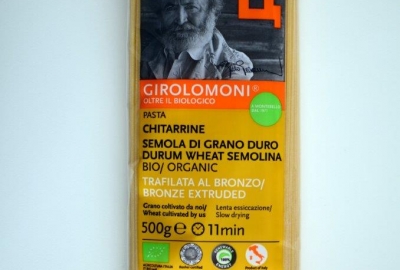 GIROLOMONI®
OLTRE IL BIOLOGICO
PASTA
CHITARRINE
SEMOLA DI GRANO DURO
DURUM WHEAT SEMOLINA
BIO/ ORGANIC
TRAFILATA AL BRONZO/
BRONZE EXTRUDED
Grano coltivato da noi/
Wheat cultivated by us
Lenta essiccazione/
Slow drying
500g e 11min